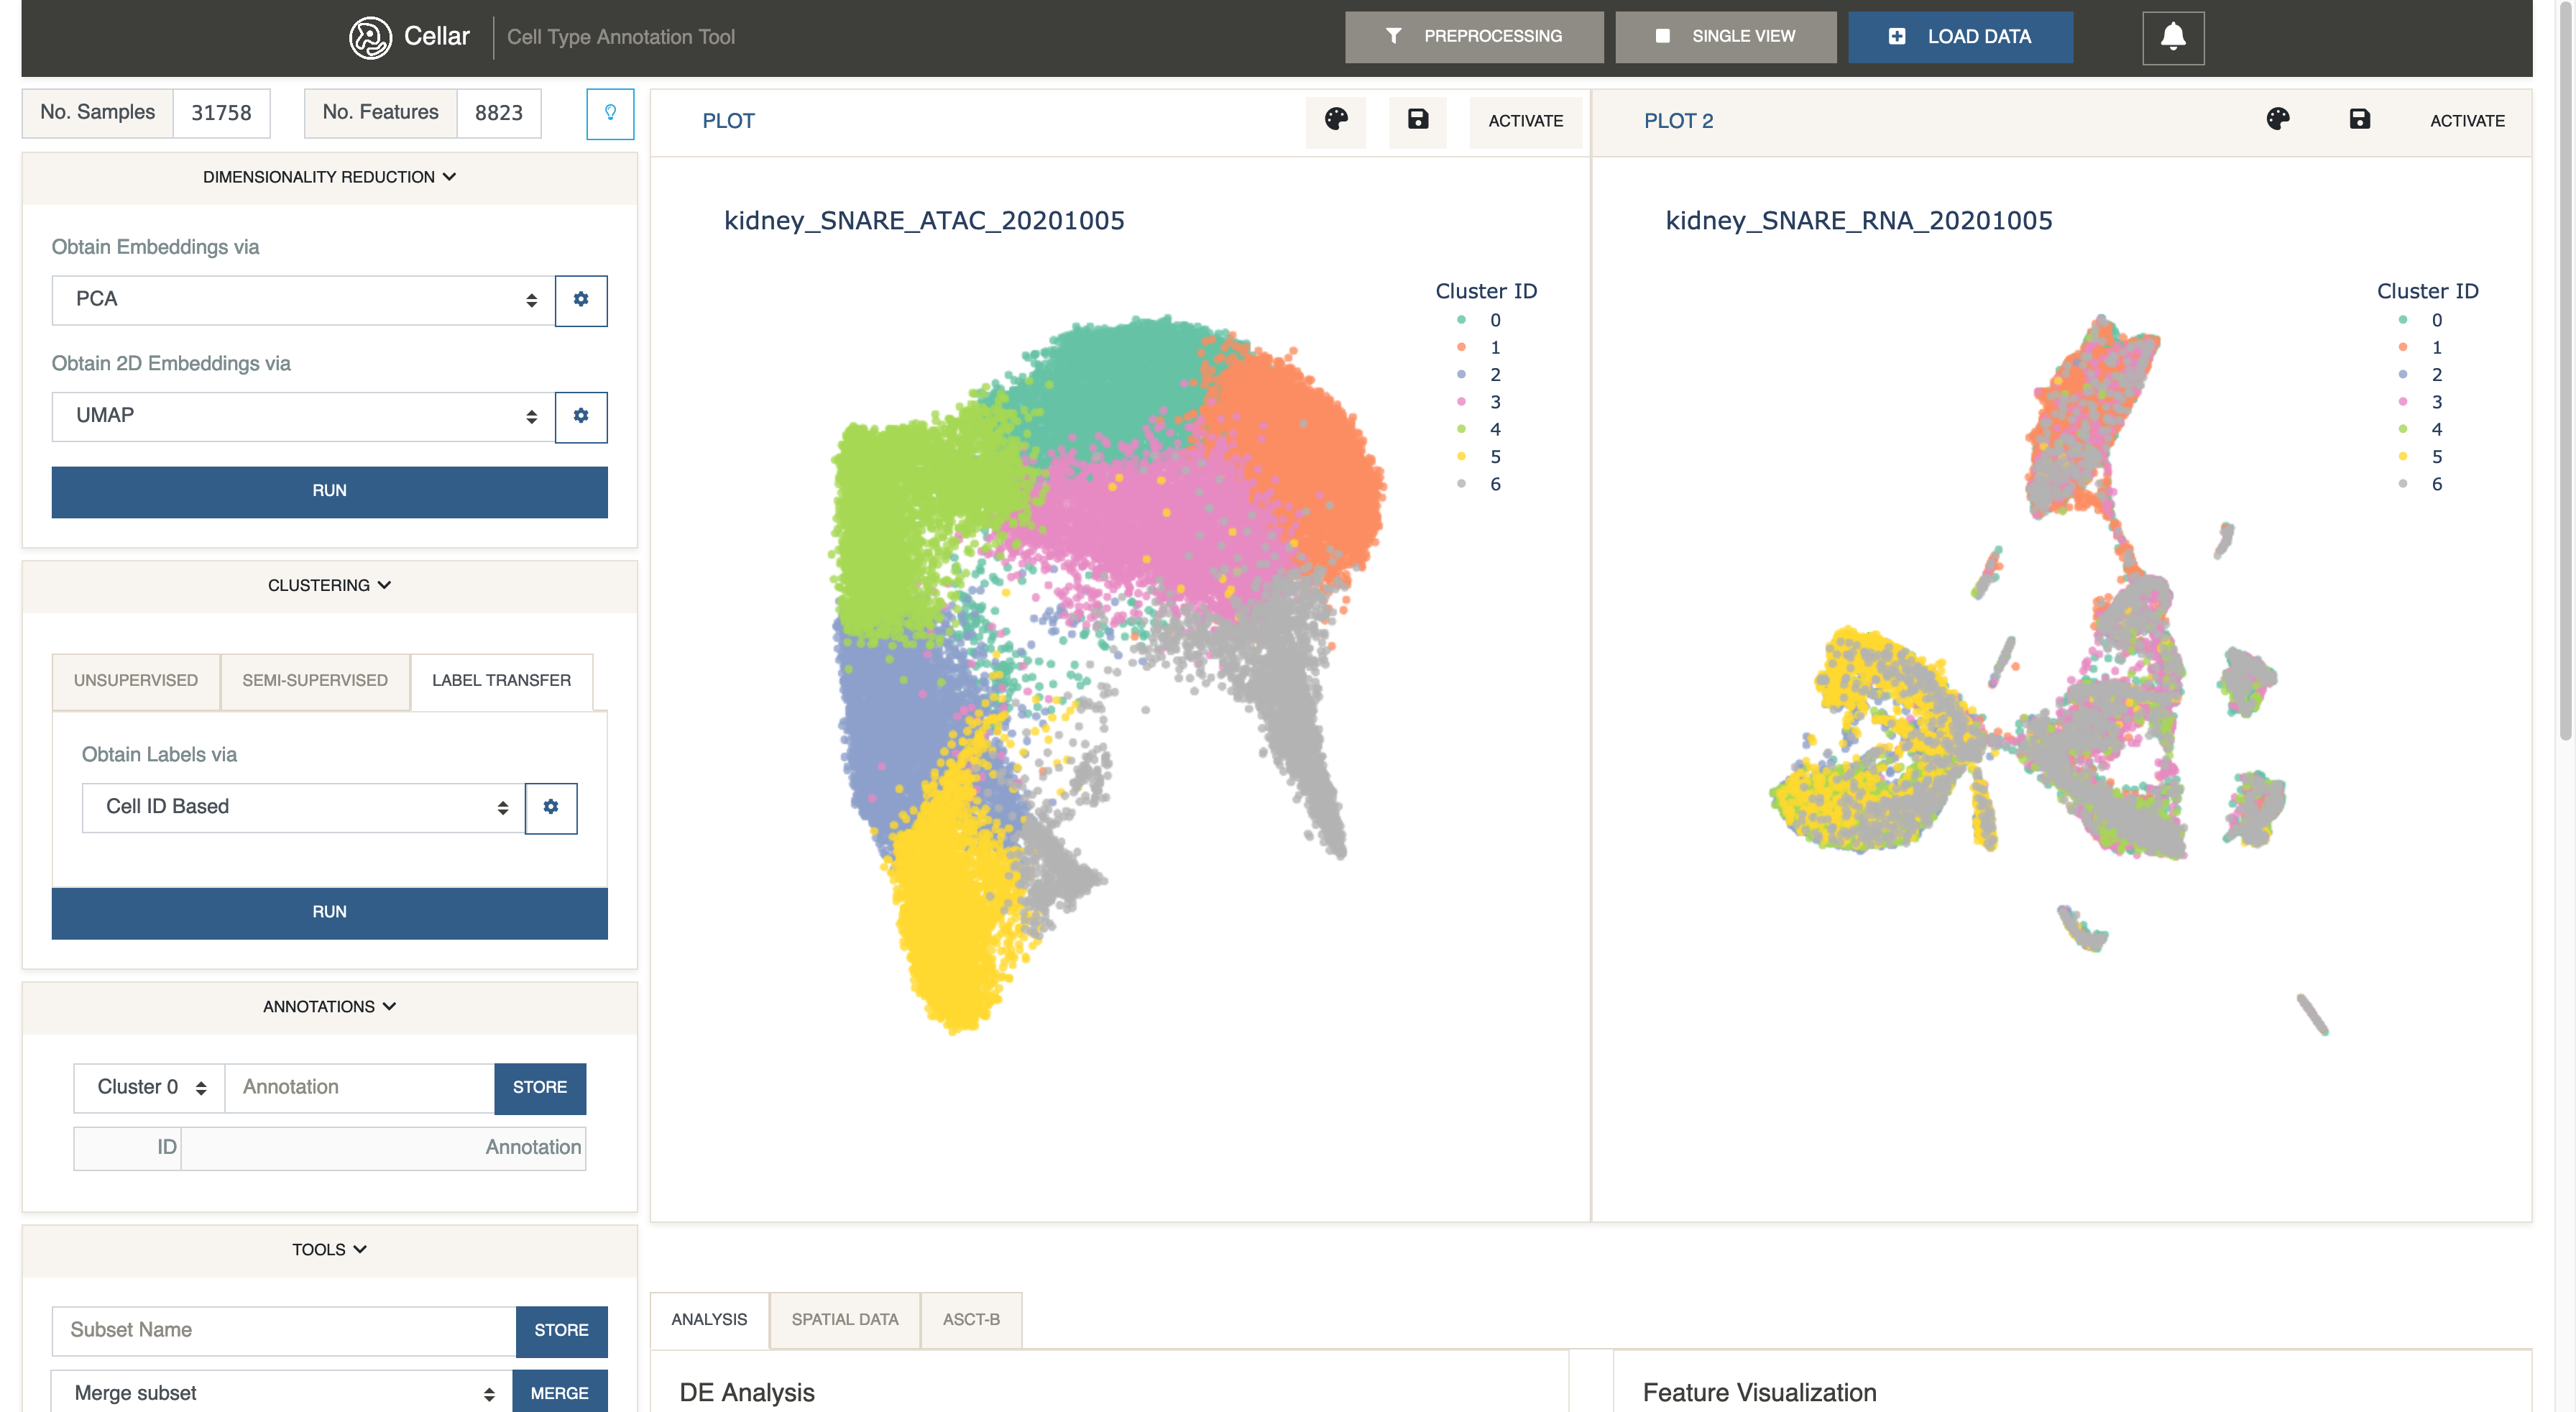 Cellar
Cell Type Annotation Tool
PREPROCESSING
SINGLE VIEW
LOAD DATA
No. Samples 31758
No. Features 8823
DIMENSIONALITY REDUCTION
Obtain Embeddings via
PCA
Obtain 2D Embeddings via
UMAP
RUN
CLUSTERING
UNSUPERVISED
SEMI-SUPERVISED
LABEL TRANSFER
Obtain Labels via
Cell ID Based
RUN
ANNOTATIONS
Cluster 0
Annotation
STORE
ID
Annotation
TOOLS
Subset Name
STORE
Merge subset
MERGE
PLOT
ACTIVATE
kidney_SNARE_ATAC_20201005
Cluster ID
0
1
2
3
4
5
6
PLOT 2
ACTIVATE
kidney_SNARE_RNA_20201005
Cluster ID
0
1
2
3
4
5
6
ANALYSIS
SPATIAL DATA
ASCT-B
DE Analysis
Feature Visualization